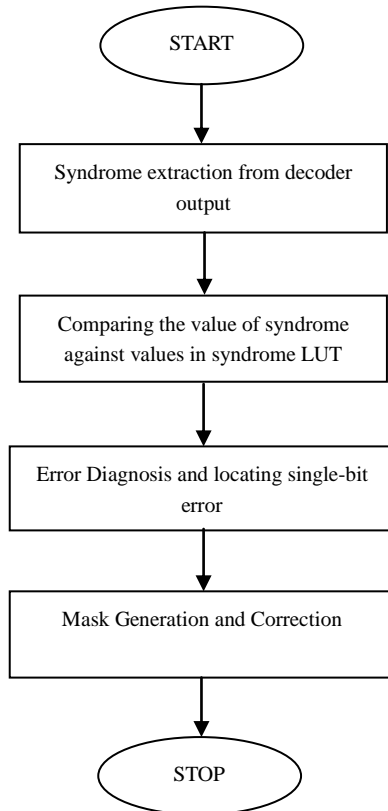 START
Syndrome extraction from decoder
output
Comparing the value of syndrome
against values in syndrome LUT
Error Diagnosis and locating single-bit
error
Mask Generation and Correction
STOP